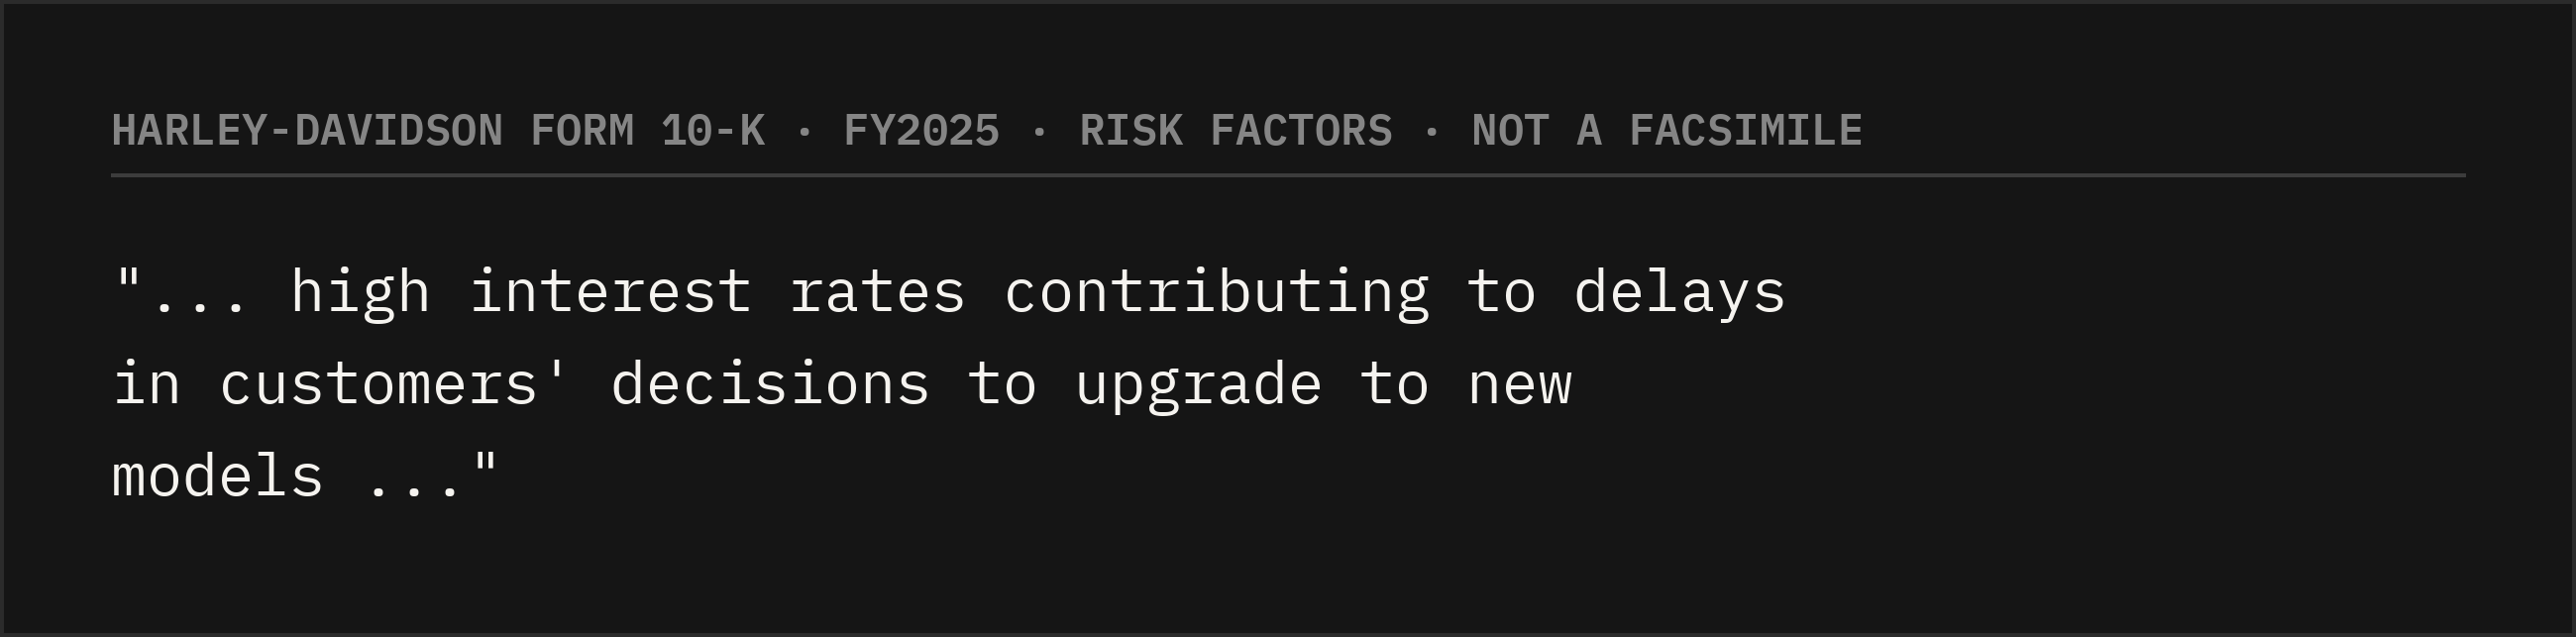 HARLEY-DAVIDSON FORM 10-K · FY2025 · RISK FACTORS · NOT A FACSIMILE
"... high interest rates contributing to delays
in customers' decisions to upgrade to new
models ..."